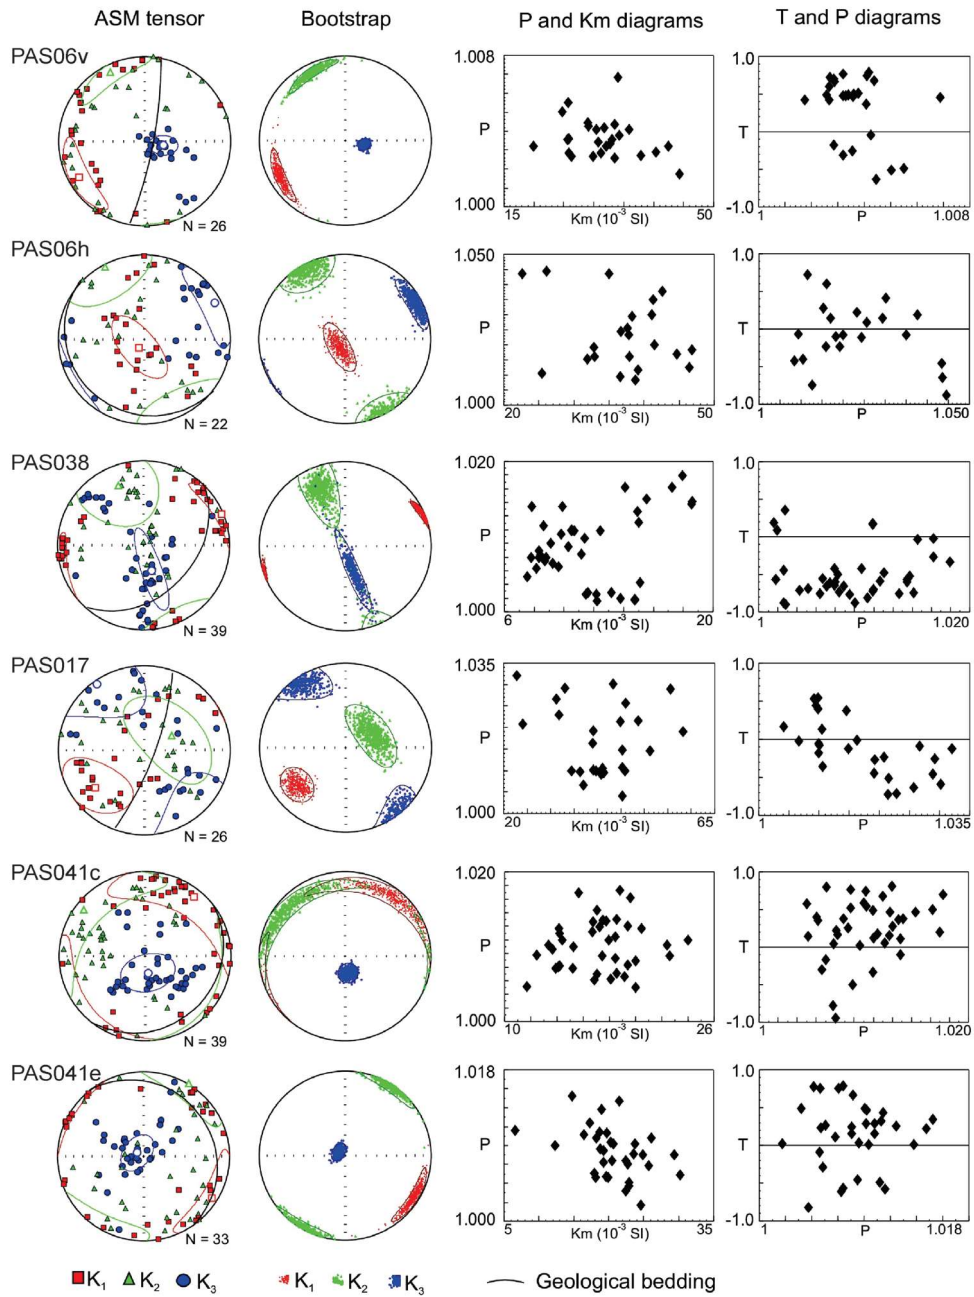 ASM tensor Bootstrap P and Km diagrams T and P diagrams
PAS06v
N = 26
1.008
P
1.000
15 Km (10⁻³ SI) 50
1.0
T
-1.0
1 P 1.008
PAS06h
N = 22
1.050
P
1.000
20 Km (10⁻³ SI) 50
1.0
T
-1.0
1 P 1.050
PAS038
N = 39
1.020
P
1.000
6 Km (10⁻³ SI) 20
1.0
T
-1.0
1 P 1.020
PAS017
N = 26
1.035
P
1.000
20 Km (10⁻³ SI) 65
1.0
T
-1.0
1 P 1.035
PAS041c
N = 39
1.020
P
1.000
10 Km (10⁻³ SI) 26
1.0
T
-1.0
1 P 1.020
PAS041e
N = 33
1.018
P
1.000
5 Km (10⁻³ SI) 35
1.0
T
-1.0
1 P 1.018
K₁ K₂ K₃ K₁ K₂ K₃ Geological bedding